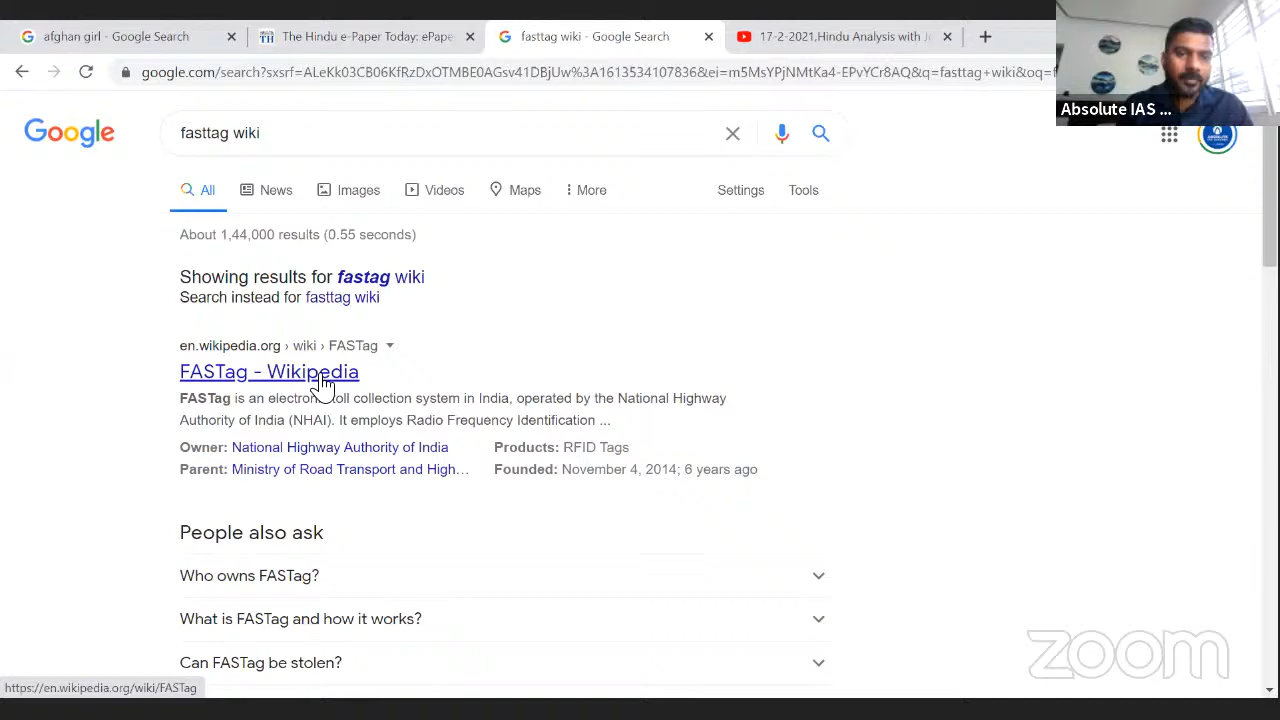 afghan girl - Google Search
The Hindu e-Paper Today: ePape
fasttag wiki - Google Search
17-2-2021,Hindu Analysis with J
google.com/search?sxsrf=ALeKk03CB06KfRzDxOTMBE0AGsv41DBjUw%3A1613534107836&ei=m5MsYPjNMtKa4-EPvYCr8AQ&q=fasttag+wiki&oq=f
Absolute IAS ...
Google
fasttag wiki
All
News
Images
Videos
Maps
More
Settings
Tools
About 1,44,000 results (0.55 seconds)
Showing results for fastag wiki
Search instead for fasttag wiki
en.wikipedia.org › wiki › FASTag
FASTag - Wikipedia
FASTag is an electron toll collection system in India, operated by the National Highway
Authority of India (NHAI). It employs Radio Frequency Identification ...
Owner: National Highway Authority of India
Products: RFID Tags
Parent: Ministry of Road Transport and High...
Founded: November 4, 2014; 6 years ago
People also ask
Who owns FASTag?
What is FASTag and how it works?
Can FASTag be stolen?
zoom
https://en.wikipedia.org/wiki/FASTag